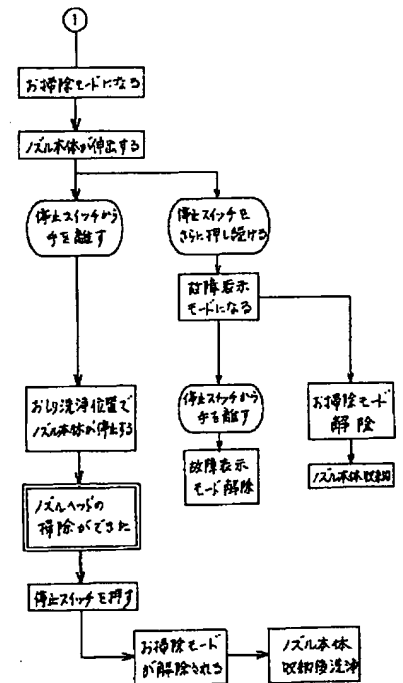 1
お掃除モードになる
ノズル本体が伸出する
停止スイッチから
手を離す
停止スイッチを
さらに押し続ける
故障表示
モードになる
おしり洗浄位置で
ノズル本体が停止する
停止スイッチから
手を離す
お掃除モード
解除
故障表示
モード解除
ノズル本体収納
ノズルヘッドの
掃除ができた
停止スイッチを押す
お掃除モード
が解除される
ノズル本体
収納後洗浄